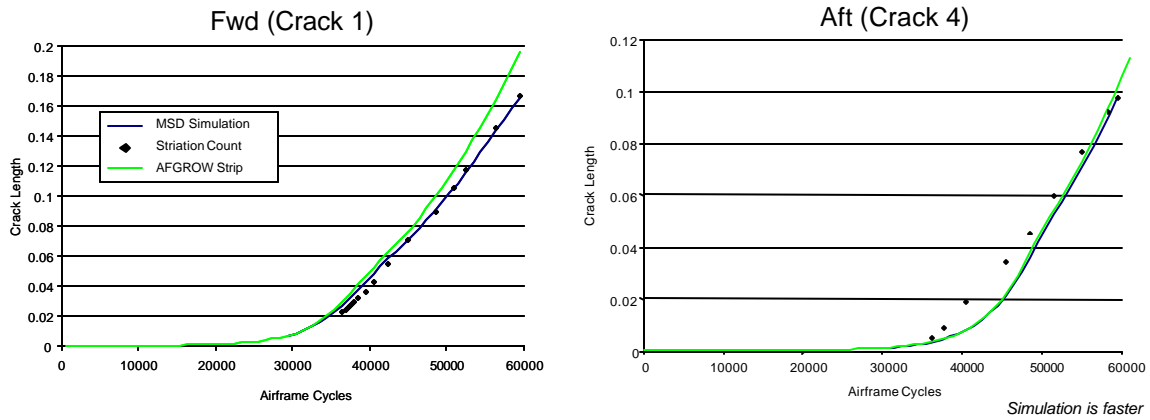 Fwd (Crack 1)
0.2
0.18
0.16
0.14
0.12
0.1
0.08
0.06
0.04
0.02
0
Crack Length
MSD Simulation
Striation Count
AFGROW Strip
0 10000 20000 30000 40000 50000 60000
Airframe Cycles
Aft (Crack 4)
0.12
0.1
0.08
0.06
0.04
0.02
0
Crack Length
0 10000 20000 30000 40000 50000 60000
Airframe Cycles
Simulation is faster